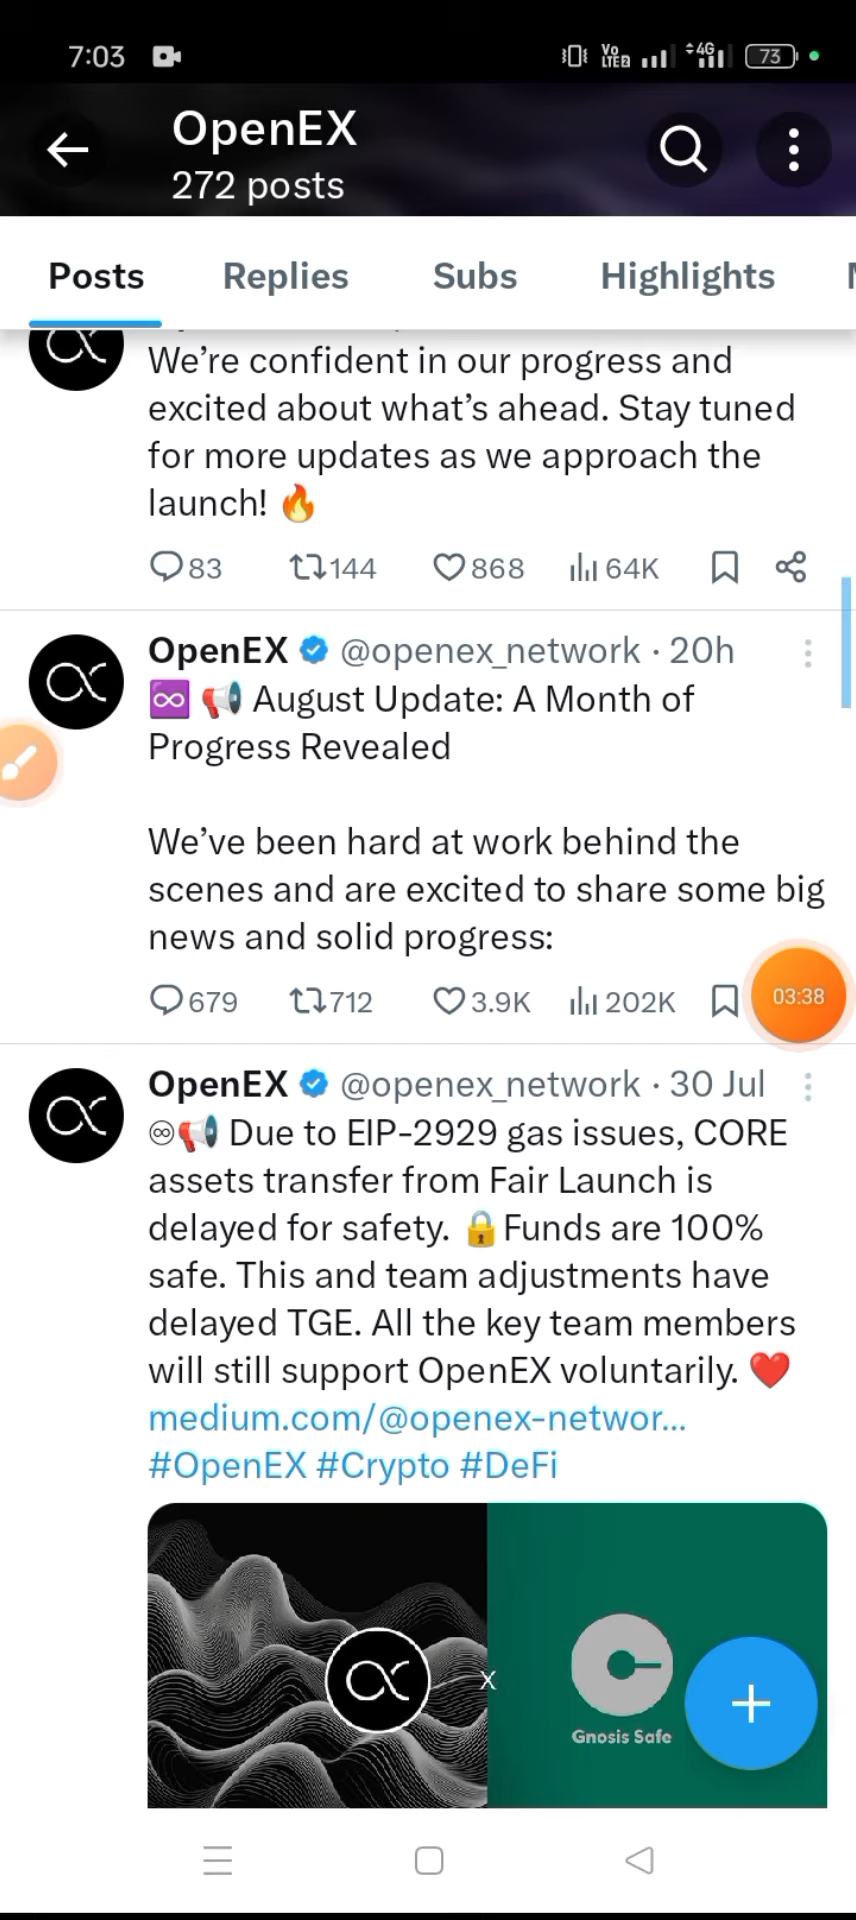 7:03
Vo
LTE2
4G
73
OpenEX
272 posts
Posts Replies Subs Highlights
We’re confident in our progress and
excited about what’s ahead. Stay tuned
for more updates as we approach the
launch! 🔥
83 144 868 64K
OpenEX @openex_network · 20h
♾️ 📢 August Update: A Month of
Progress Revealed
We’ve been hard at work behind the
scenes and are excited to share some big
news and solid progress:
679 712 3.9K 202K
03:38
OpenEX @openex_network · 30 Jul
♾📢 Due to EIP-2929 gas issues, CORE
assets transfer from Fair Launch is
delayed for safety. 🔒Funds are 100%
safe. This and team adjustments have
delayed TGE. All the key team members
will still support OpenEX voluntarily. ❤️
medium.com/@openex-networ...
#OpenEX #Crypto #DeFi
X
Gnosis Safe